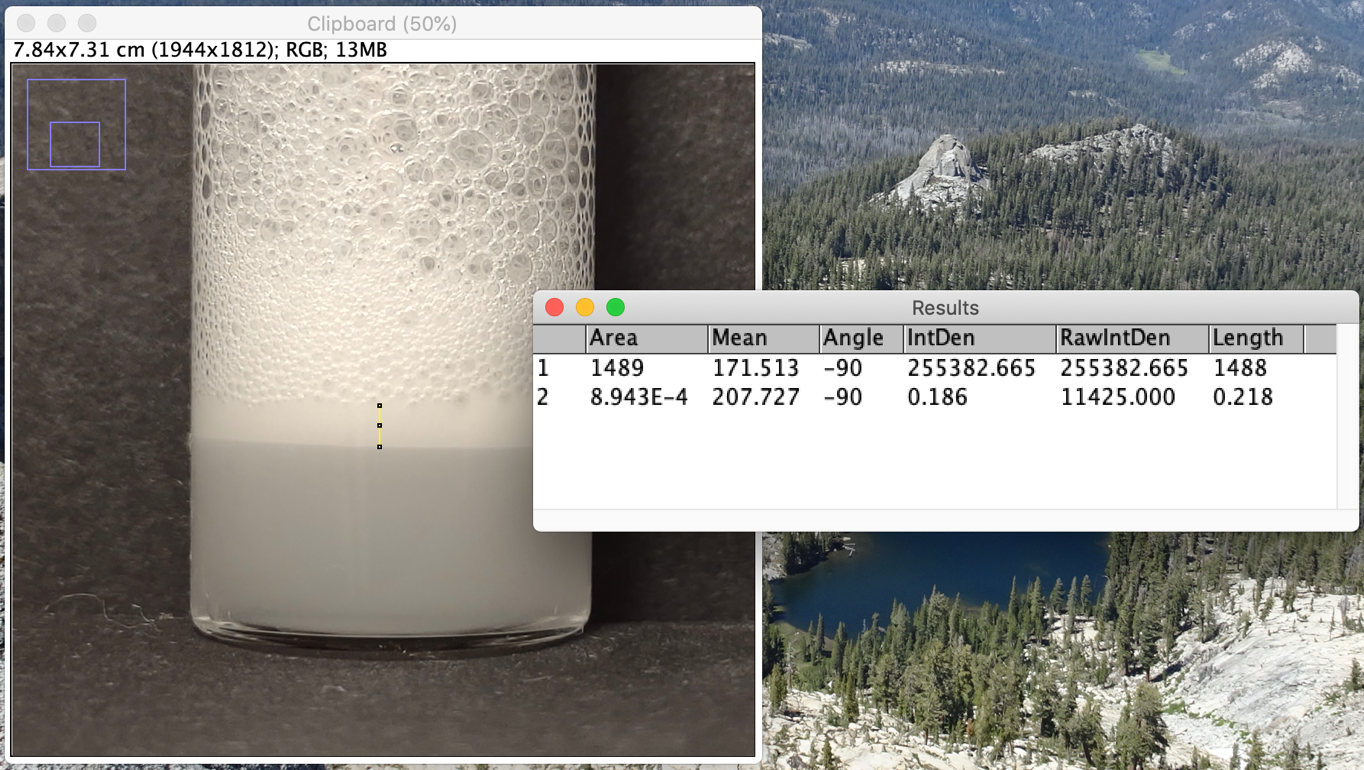 Clipboard (50%)
7.84x7.31 cm (1944x1812); RGB; 13MB
Results
Area Mean Angle IntDen RawIntDen Length
1 1489 171.513 −90 255382.665 255382.665 1488
2 8.943E−4 207.727 −90 0.186 11425.000 0.218